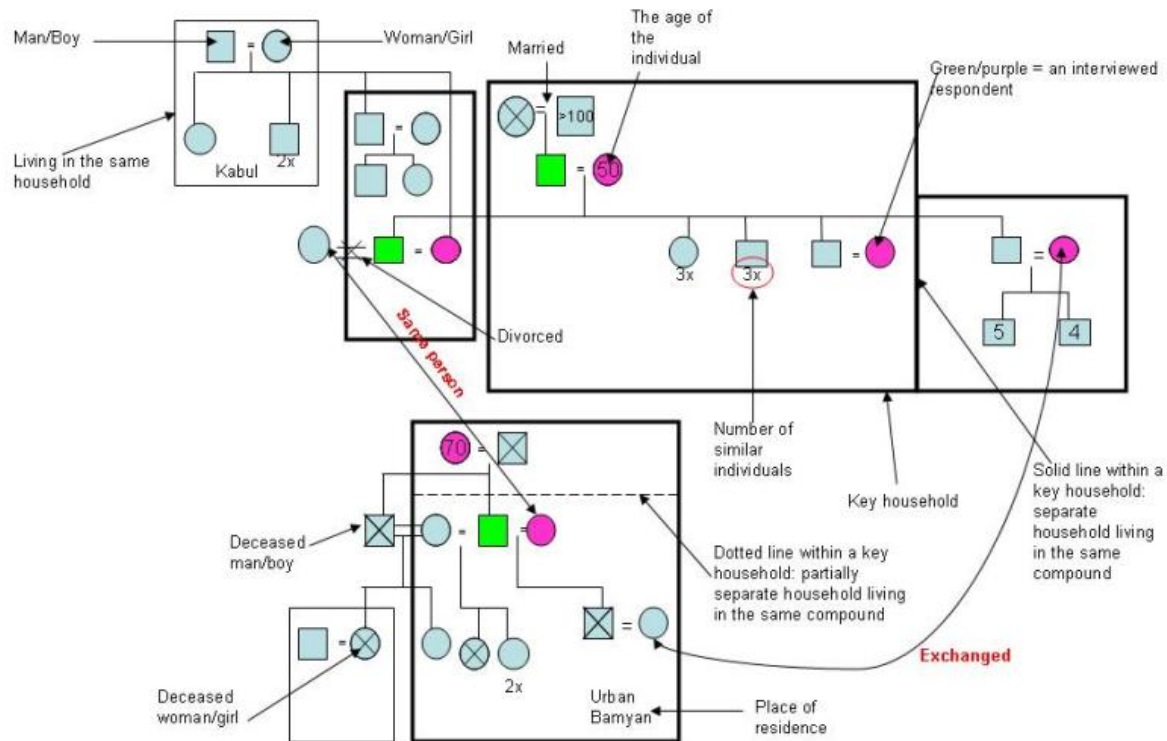 Man/Boy
Woman/Girl
Married
The age of
the
individual
Green/purple = an interviewed
respondent
=
=
>100
=
Living in the same
household
Kabul
2x
=
50
=
=
3x
3x
=
=
5
4
Divorced
Same person
Number of
similar
individuals
Key household
Solid line within a
key household:
separate
household living
in the same
compound
70
=
Deceased
man/boy
=
=
Dotted line within a key
household: partially
separate household living
in the same compound
=
=
2x
Exchanged
Deceased
woman/girl
Urban
Bamyan
Place of
residence